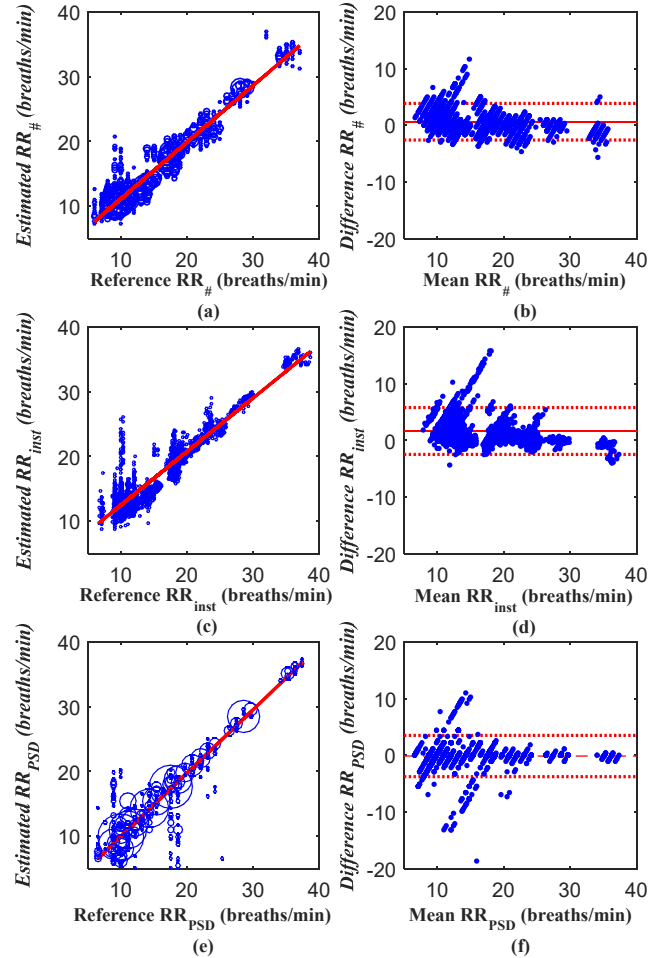 Estimated RR# (breaths/min)
40
30
20
10
10 20 30 40
Reference RR# (breaths/min)
(a)
Difference RR# (breaths/min)
20
10
0
-10
-20
10 20 30 40
Mean RR# (breaths/min)
(b)
Estimated RRinst (breaths/min)
40
30
20
10
10 20 30 40
Reference RRinst (breaths/min)
(c)
Difference RRinst (breaths/min)
20
10
0
-10
-20
10 20 30 40
Mean RRinst (breaths/min)
(d)
Estimated RRPSD (breaths/min)
40
30
20
10
10 20 30 40
Reference RRPSD (breaths/min)
(e)
Difference RRPSD (breaths/min)
20
10
0
-10
-20
10 20 30 40
Mean RRPSD (breaths/min)
(f)